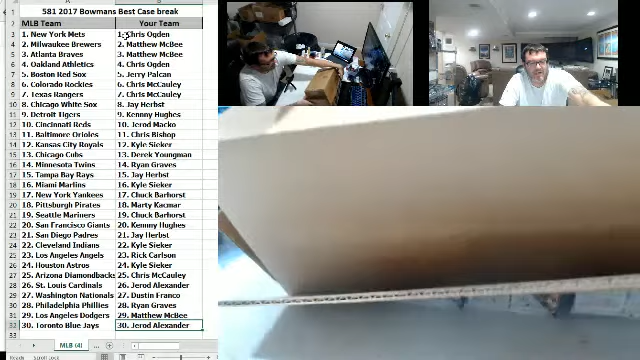 581 2017 Bowmans Best Case break
MLB Team Your Team
1. New York Mets 1. Chris Ogden
2. Milwaukee Brewers 2. Matthew McBee
3. Atlanta Braves 3. Matthew McBee
4. Oakland Athletics 4. Chris Ogden
5. Boston Red Sox 5. Jerry Palcan
6. Colorado Rockies 6. Chris McCauley
7. Texas Rangers 7. Chris McCauley
8. Chicago White Sox 8. Jay Herbst
9. Detroit Tigers 9. Kenny Hughes
10. Cincinnati Reds 10. Jerod Macko
11. Baltimore Orioles 11. Chris Bishop
12. Kansas City Royals 12. Kyle Sieker
13. Chicago Cubs 13. Derek Youngman
14. Minnesota Twins 14. Ryan Graves
15. Tampa Bay Rays 15. Jay Herbst
16. Miami Marlins 16. Kyle Sieker
17. New York Yankees 17. Chuck Barhorst
18. Pittsburgh Pirates 18. Marty Kacmar
19. Seattle Mariners 19. Chuck Barhorst
20. San Francisco Giants 20. Kemnny Hughes
21. San Diego Padres 21. Jay Herbst
22. Cleveland Indians 22. Kyle Sieker
23. Los Angeles Angels 23. Rick Carlson
24. Houston Astros 24. Kyle Sieker
25. Arizona Diamondbacks 25. Chris McCauley
26. St. Louis Cardinals 26. Jerod Alexander
27. Washington Nationals 27. Dustin Franco
28. Philadelphia Phillies 28. Ryan Graves
29. Los Angeles Dodgers 29. Matthew McBee
30. Toronto Blue Jays 30. Jerod Alexander
MLB (4)
Ready Scroll Lock